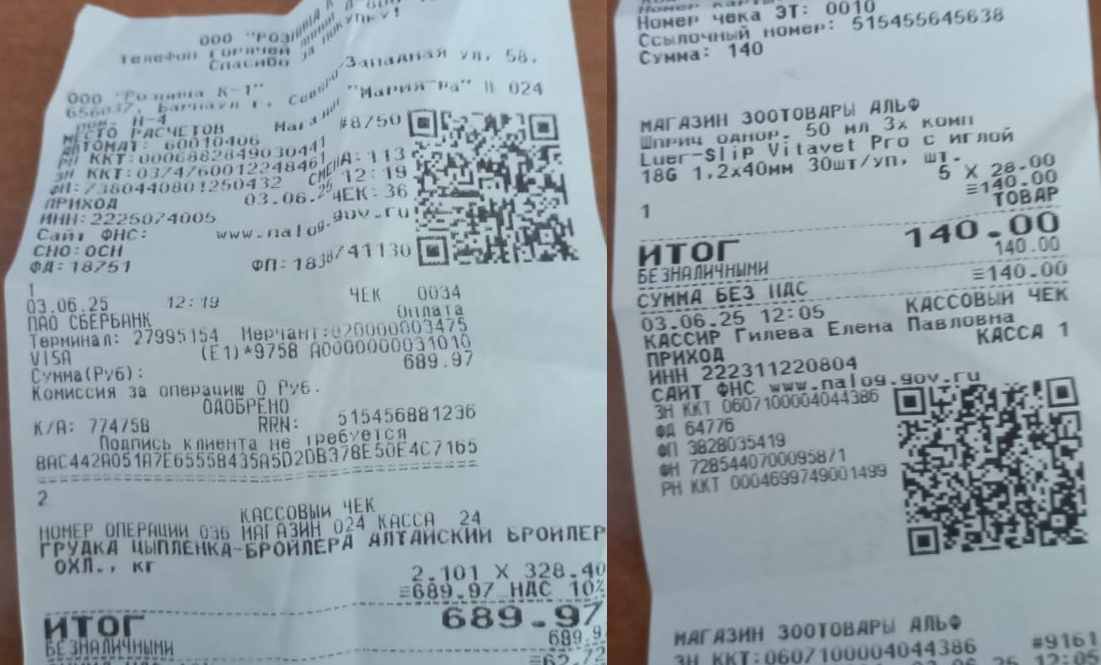 ООО "РОЗНИЦА К
Телефон горячей
Спасибо за покупку!
ООО "Розница К-1"
656037, Барнаул г, Северо-Западная ул, 58,
пом. Н-4
МЕСТО РАСЧЕТОВ Магазин "Мария-Ра" Н 024
АВТОМАТ: 60010406 #8750
РН ККТ:0006882849030441
ЗН ККТ:03747600122484 СМЕНА: 113
ФН:7380440801250432 12:19
ПРИХОД 03.06.25 ЧЕК: 36
ИНН:2225074005
Сайт ФНС: www.nalog.gov.ru
СНО:ОСН
ФД:18751 ФП:1838741130
1
03.06.25 12:19 ЧЕК 0034
ПАО СБЕРБАНК Оплата
Терминал: 27995154 Мерчант:020000003475
VISA (E1)*9758 A0000000031010
Сумма(Руб): 689.97
Комиссия за операцию 0 Руб.
ОДОБРЕНО
К/А: 77475B RRN: 515456881236
Подпись клиента не требуется
8AC442A051A7E6555B435A5D2DB378E50E4C7165
2
КАССОВЫЙ ЧЕК
НОМЕР ОПЕРАЦИИ 036 МАГАЗИН 024 КАССА 24
ГРУДКА ЦЫПЛЕНКА-БРОЙЛЕРА АЛТАЙСКИЙ БРОЙЛЕР
ОХЛ., кг
2.101 X 328.40
≡689.97 НДС 10%
ИТОГ 689.97
БЕЗНАЛИЧНЫМИ 689.9
≡62.72
Номер чека ЭТ: 0010
Ссылочный номер: 515455645638
Сумма: 140
МАГАЗИН ЗООТОВАРЫ АЛЬФ
Шприц однор. 50 мл 3х комп
Luer-Slip Vitavet Pro с иглой
18G 1,2х40мм 30шт/уп, шт.
5 X 28.00
≡140.00
1 ТОВАР
ИТОГ 140.00
БЕЗНАЛИЧНЫМИ 140.00
СУММА БЕЗ НДС ≡140.00
03.06.25 12:05 КАССОВЫЙ ЧЕК
КАССИР Гилева Елена Павловна
ПРИХОД КАССА 1
ИНН 222311220804
САЙТ ФНС www.nalog.gov.ru
ЗН ККТ 0607100004044386
ФД 64776
ФП 3828035419
ФН 7285440700095871
РН ККТ 0004699749001499
МАГАЗИН ЗООТОВАРЫ АЛЬФ
ЗН ККТ:0607100004044386 #9161
25 12:05